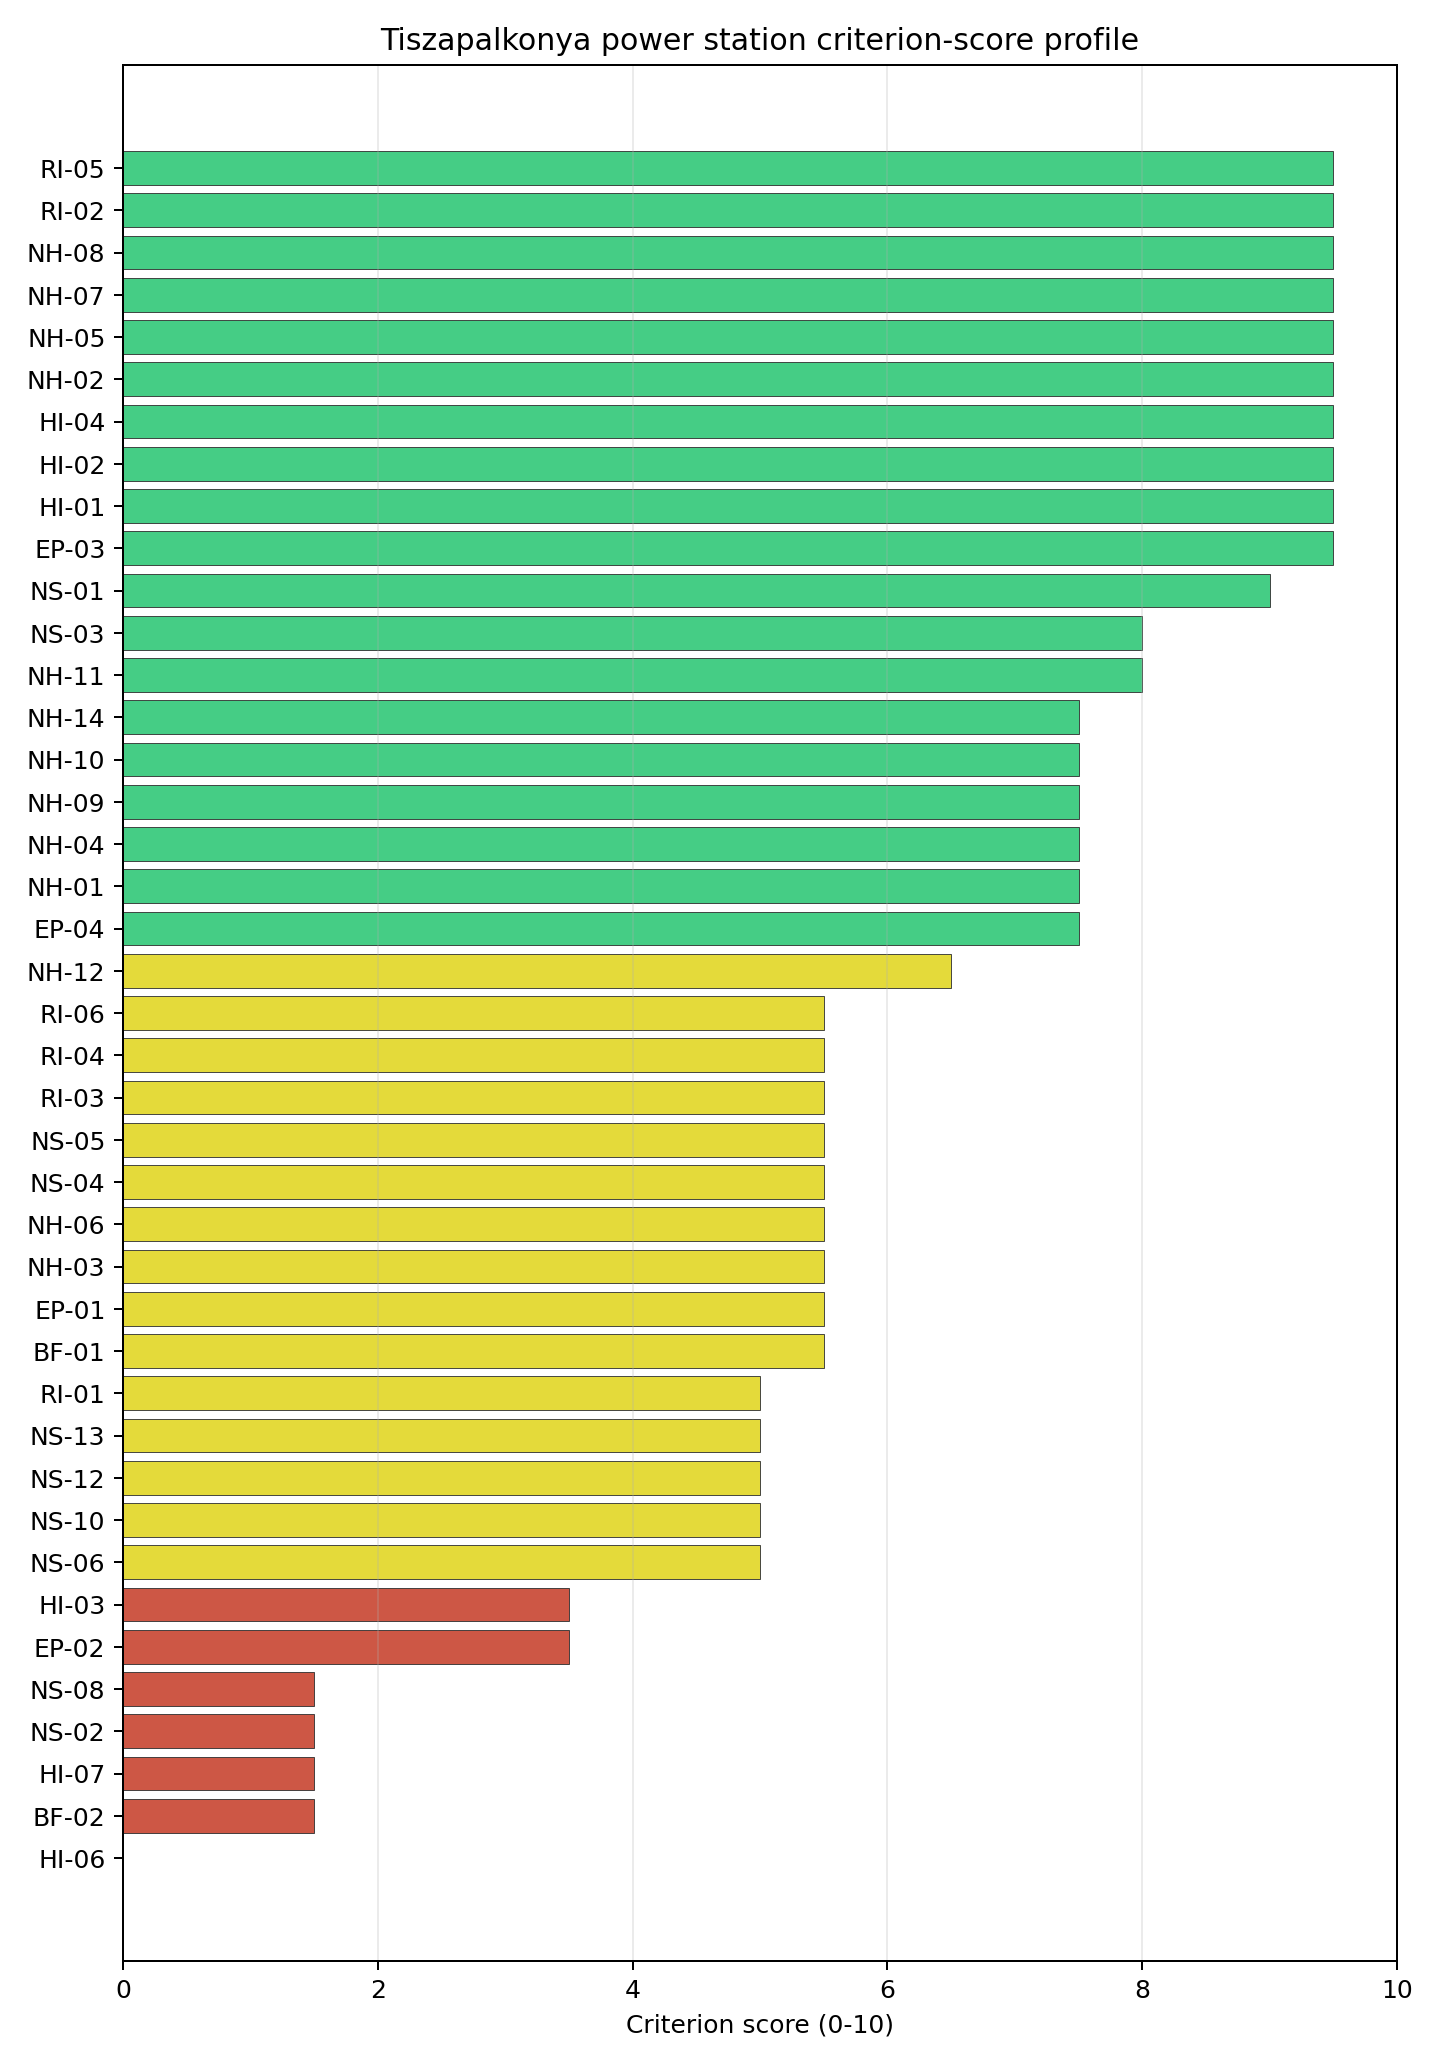 Tiszapalkonya power station criterion-score profile
RI-05
RI-02
NH-08
NH-07
NH-05
NH-02
HI-04
HI-02
HI-01
EP-03
NS-01
NS-03
NH-11
NH-14
NH-10
NH-09
NH-04
NH-01
EP-04
NH-12
RI-06
RI-04
RI-03
NS-05
NS-04
NH-06
NH-03
EP-01
BF-01
RI-01
NS-13
NS-12
NS-10
NS-06
HI-03
EP-02
NS-08
NS-02
HI-07
BF-02
HI-06
0 2 4 6 8 10
Criterion score (0-10)